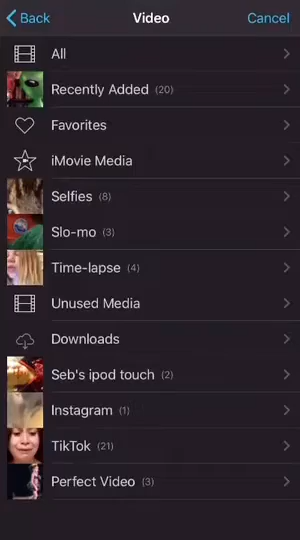 Back Video Cancel
All
Recently Added (20)
Favorites
iMovie Media
Selfies (8)
Slo-mo (3)
Time-lapse (4)
Unused Media
Downloads
Seb's ipod touch (2)
Instagram (1)
TikTok (21)
Perfect Video (3)